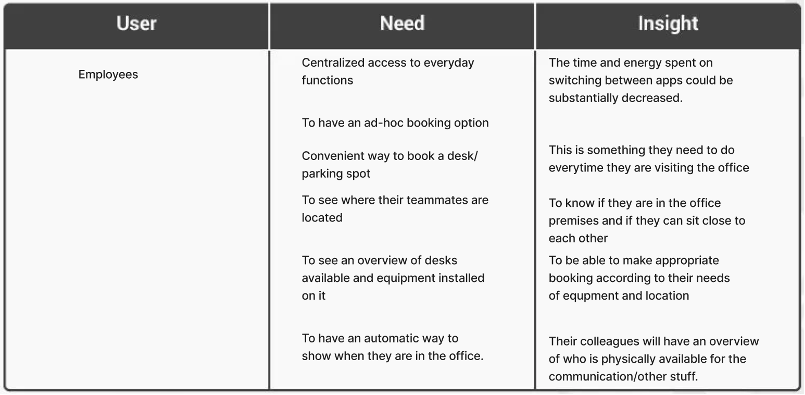 User
Need
Insight
Employees
Centralized access to everyday
functions
The time and energy spent on
switching between apps could be
substantially decreased.
To have an ad-hoc booking option
Convenient way to book a desk/
parking spot
This is something they need to do
everytime they are visiting the office
To see where their teammates are
located
To know if they are in the office
premises and if they can sit close to
each other
To see an overview of desks
available and equipment installed
on it
To be able to make appropriate
booking according to their needs
of equpment and location
To have an automatic way to
show when they are in the office.
Their colleagues will have an overview
of who is physically available for the
communication/other stuff.